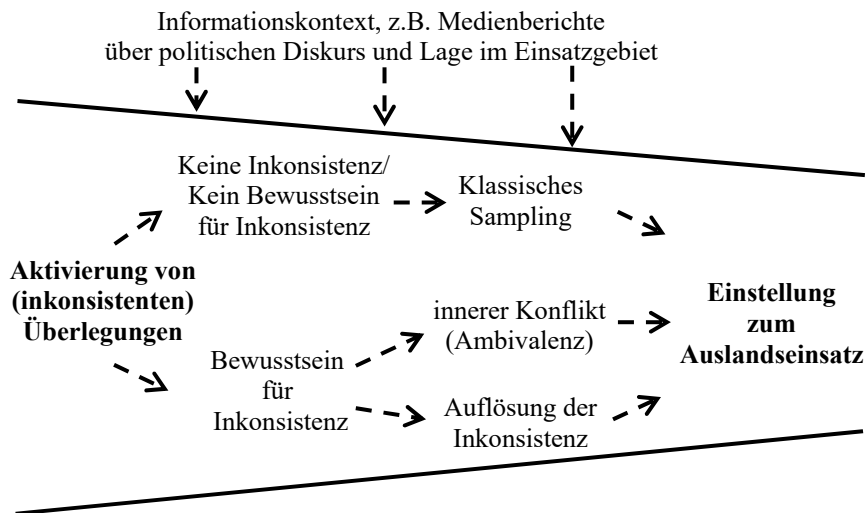 Informationskontext, z.B. Medienberichte
über politischen Diskurs und Lage im Einsatzgebiet
Keine Inkonsistenz/
Kein Bewusstsein
für Inkonsistenz
Klassisches
Sampling
Aktivierung von
(inkonsistenten)
Überlegungen
innerer Konflikt
(Ambivalenz)
Einstellung
zum
Auslandseinsatz
Bewusstsein
für
Inkonsistenz
Auflösung der
Inkonsistenz